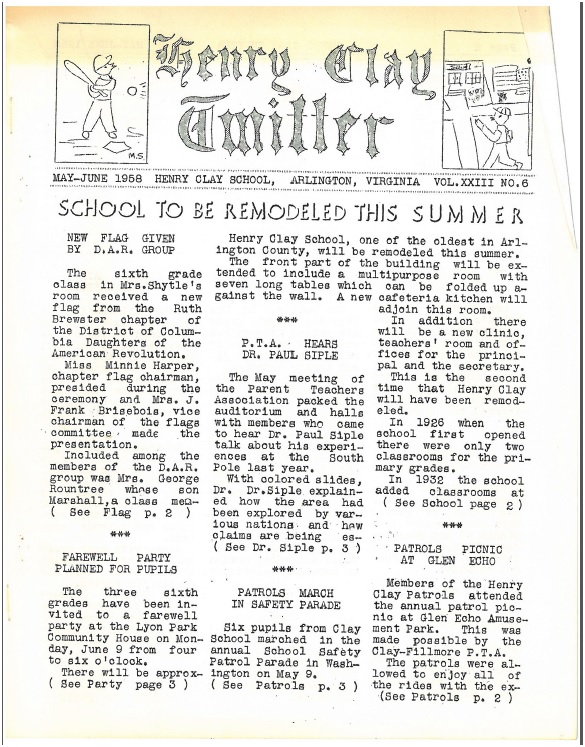 Henry Clay
Twitler
M.S.
MAY-JUNE 1958 HENRY CLAY SCHOOL, ARLINGTON, VIRGINIA VOL.XXIII NO.6
SCHOOL TO BE REMODELED THIS SUMMER
NEW FLAG GIVEN
BY D.A.R. GROUP
The sixth grade
class in Mrs.Shytle's
room received a new
flag from the Ruth
Brewster chapter of
the District of Colum-
bia Daughters of the
American Revolution.
Miss Minnie Harper,
chapter flag chairman,
presided during the
ceremony and Mrs. J.
Frank Brisebois, vice
chairman of the flags
committee made the
presentation.
Included among the
members of the D.A.R.
group was Mrs. George
Rountree whose son
Marshall,a class mem-
( See Flag p. 2 )
***
FAREWELL PARTY
PLANNED FOR PUPILS
The three sixth
grades have been in-
vited to a farewell
party at the Lyon Park
Community House on Mon-
day, June 9 from four
to six o'clock.
There will be approx-
( See Party page 3 )
Henry Clay School, one of the oldest in Arl-
ington County, will be remodeled this summer.
The front part of the building will be ex-
tended to include a multipurpose room with
seven long tables which can be folded up a-
gainst the wall. A new cafeteria kitchen will
adjoin this room.
In addition there
will be a new clinic,
teachers' room and of-
fices for the princi-
pal and the secretary.
This is the second
time that Henry Clay
will have been remod-
eled.
In 1926 when the
school first opened
there were only two
classrooms for the pri-
mary grades.
In 1932 the school
added classrooms at
( See School page 2 )
***
P.T.A. HEARS
DR. PAUL SIPLE
The May meeting of
the Parent Teachers
Association packed the
auditorium and halls
with members who came
to hear Dr. Paul Siple
talk about his experi-
ences at the South
Pole last year.
With colored slides,
Dr. Dr.Siple explain-
ed how the area had
been explored by var-
ious nations and how
claims are being es-
( See Dr. Siple p. 3 )
***
PATROLS MARCH
IN SAFETY PARADE
Six pupils from Clay
School marched in the
annual School Safety
Patrol Parade in Wash-
ington on May 9.
( See Patrols p. 3 )
***
PATROLS PICNIC
AT GLEN ECHO
Members of the Henry
Clay Patrols attended
the annual patrol pic-
nic at Glen Echo Amuse-
ment Park. This was
made possible by the
Clay-Fillmore P.T.A.
The patrols were al-
lowed to enjoy all of
the rides with the ex-
(See Patrols p. 2 )